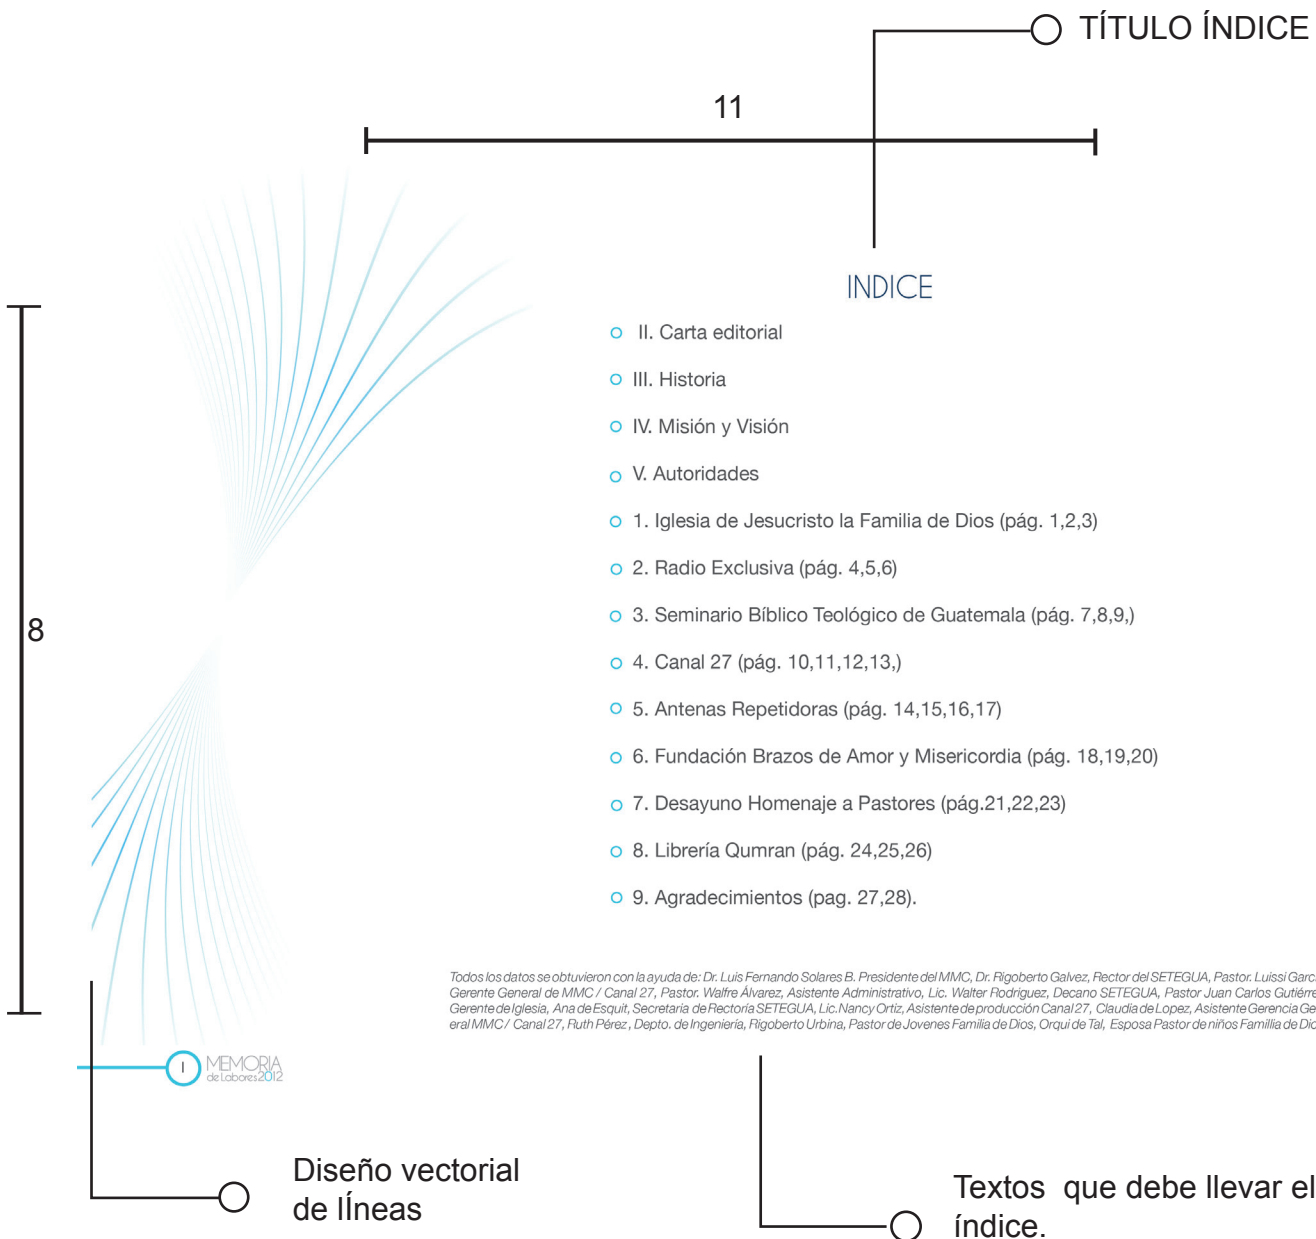 TÍTULO ÍNDICE
11
INDICE
II. Carta editorial
III. Historia
IV. Misión y Visión
V. Autoridades
1. Iglesia de Jesucristo la Familia de Dios (pág. 1,2,3)
2. Radio Exclusiva (pág. 4,5,6)
3. Seminario Bíblico Teológico de Guatemala (pág. 7,8,9,)
8
4. Canal 27 (pág. 10,11,12,13,)
5. Antenas Repetidoras (pág. 14,15,16,17)
6. Fundación Brazos de Amor y Misericordia (pág. 18,19,20)
7. Desayuno Homenaje a Pastores (pág.21,22,23)
8. Librería Qumran (pág. 24,25,26)
9. Agradecimientos (pag. 27,28).
Todos los datos se obtuvieron con la ayuda de: Dr. Luis Fernando Solares B. Presidente del MMC, Dr. Rigoberto Galvez, Rector del SETEGUA, Pastor. Luissi Garc
Gerente General de MMC / Canal 27, Pastor. Walfre Álvarez, Asistente Administrativo, Lic. Walter Rodriguez, Decano SETEGUA, Pastor Juan Carlos Gutiérre
Gerente de Iglesia, Ana de Esquit, Secretaria de Rectoría SETEGUA, Lic. Nancy Ortiz, Asistente de producción Canal 27, Claudia de Lopez, Asistente Gerencia Ge
eral MMC / Canal 27, Ruth Pérez , Depto. de Ingeniería, Rigoberto Urbina, Pastor de Jovenes Familia de Dios, Orqui de Tal, Esposa Pastor de niños Famillia de Dio
I
MEMORIA
de Labores2012
Diseño vectorial
de lÍneas
Textos que debe llevar el
índice.